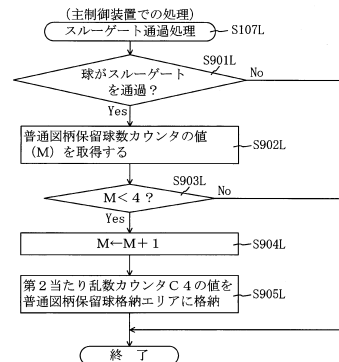 (主制御装置での処理)
スルーゲート通過処理
S107L
球がスルーゲート
を通過?
S901L
No
Yes
普通図柄保留球数カウンタの値
(M)を取得する
S902L
M<4?
S903L
No
Yes
M←M+1
S904L
第2当たり乱数カウンタC4の値を
普通図柄保留球格納エリアに格納
S905L
終 了